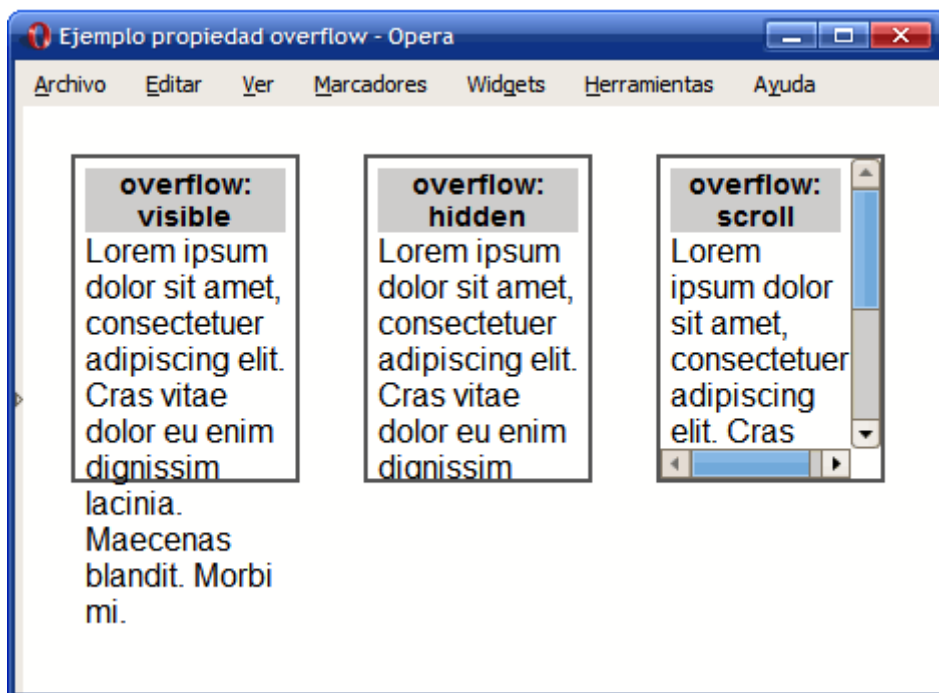 Ejemplo propiedad overflow - Opera
Archivo Editar Ver Marcadores Widgets Herramientas Ayuda
overflow:
visible
Lorem ipsum
dolor sit amet,
consectetuer
adipiscing elit.
Cras vitae
dolor eu enim
dignissim
lacinia.
Maecenas
blandit. Morbi
mi.
overflow:
hidden
Lorem ipsum
dolor sit amet,
consectetuer
adipiscing elit.
Cras vitae
dolor eu enim
dignissim
overflow:
scroll
Lorem
ipsum dolor
sit amet,
consectetuer
adipiscing
elit. Cras